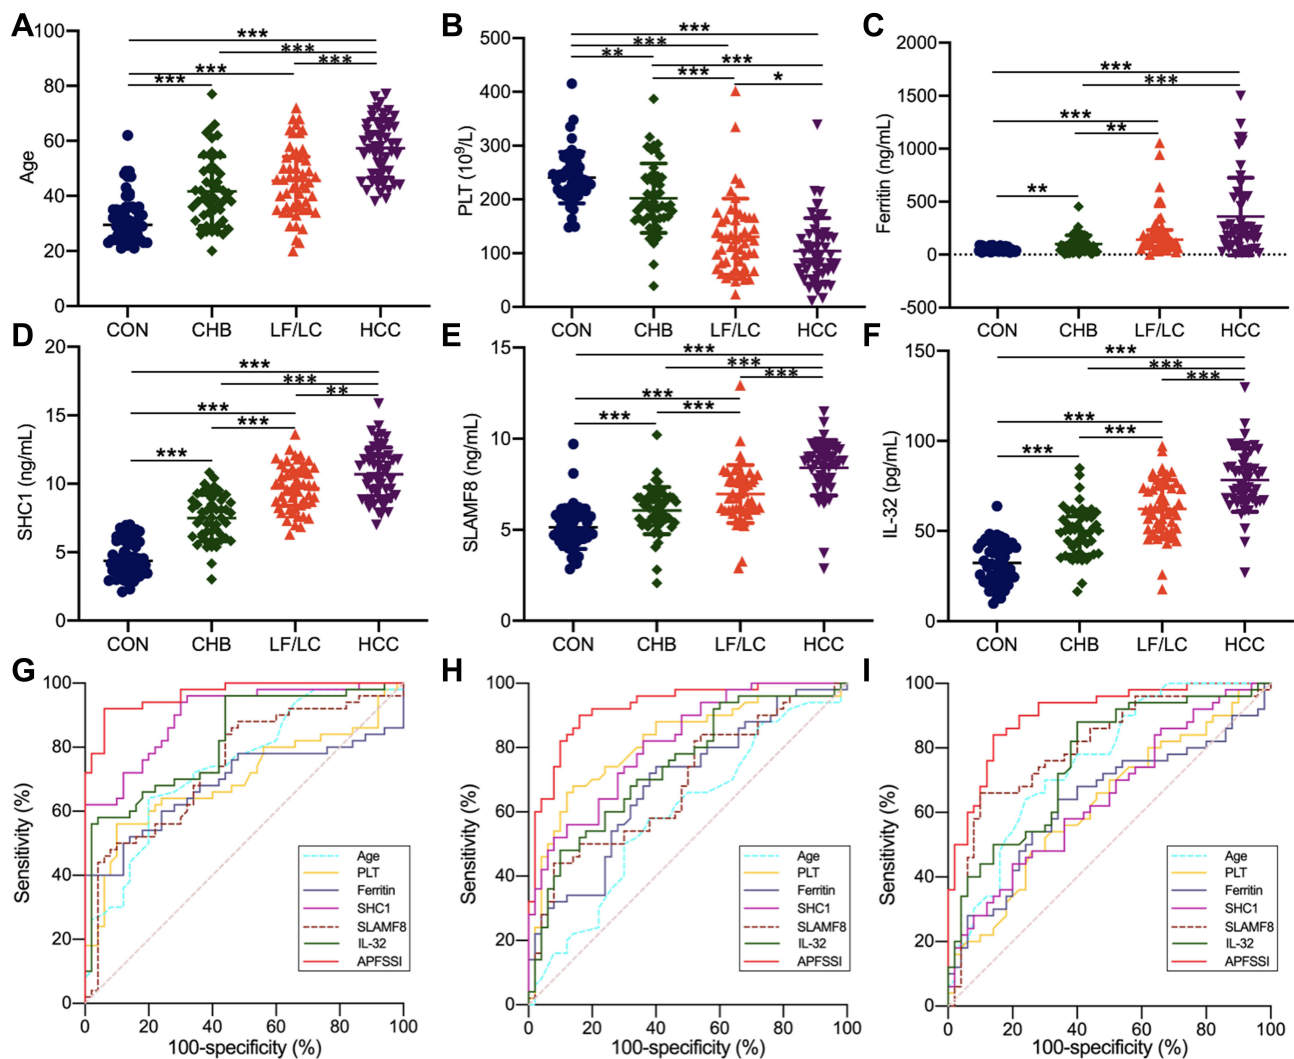 A
100
80
60
40
20
0
Age
***
***
***
***
***
CON
CHB
LF/LC
HCC
B
500
400
300
200
100
0
PLT (10⁹/L)
***
***
**
***
***
*
CON
CHB
LF/LC
HCC
C
2000
1500
1000
500
0
-500
Ferritin (ng/mL)
***
***
***
**
**
CON
CHB
LF/LC
HCC
D
20
15
10
5
0
SHC1 (ng/mL)
***
***
**
***
***
***
CON
CHB
LF/LC
HCC
E
15
10
5
0
SLAMF8 (ng/mL)
***
***
***
***
***
***
CON
CHB
LF/LC
HCC
F
150
100
50
0
IL-32 (pg/mL)
***
***
***
***
***
***
CON
CHB
LF/LC
HCC
G
100
80
60
40
20
0
Sensitivity (%)
Age
PLT
Ferritin
SHC1
SLAMF8
IL-32
APFSSI
0 20 40 60 80 100
100-specificity (%)
H
100
80
60
40
20
0
Sensitivity (%)
Age
PLT
Ferritin
SHC1
SLAMF8
IL-32
APFSSI
0 20 40 60 80 100
100-specificity (%)
I
100
80
60
40
20
0
Sensitivity (%)
Age
PLT
Ferritin
SHC1
SLAMF8
IL-32
APFSSI
0 20 40 60 80 100
100-specificity (%)